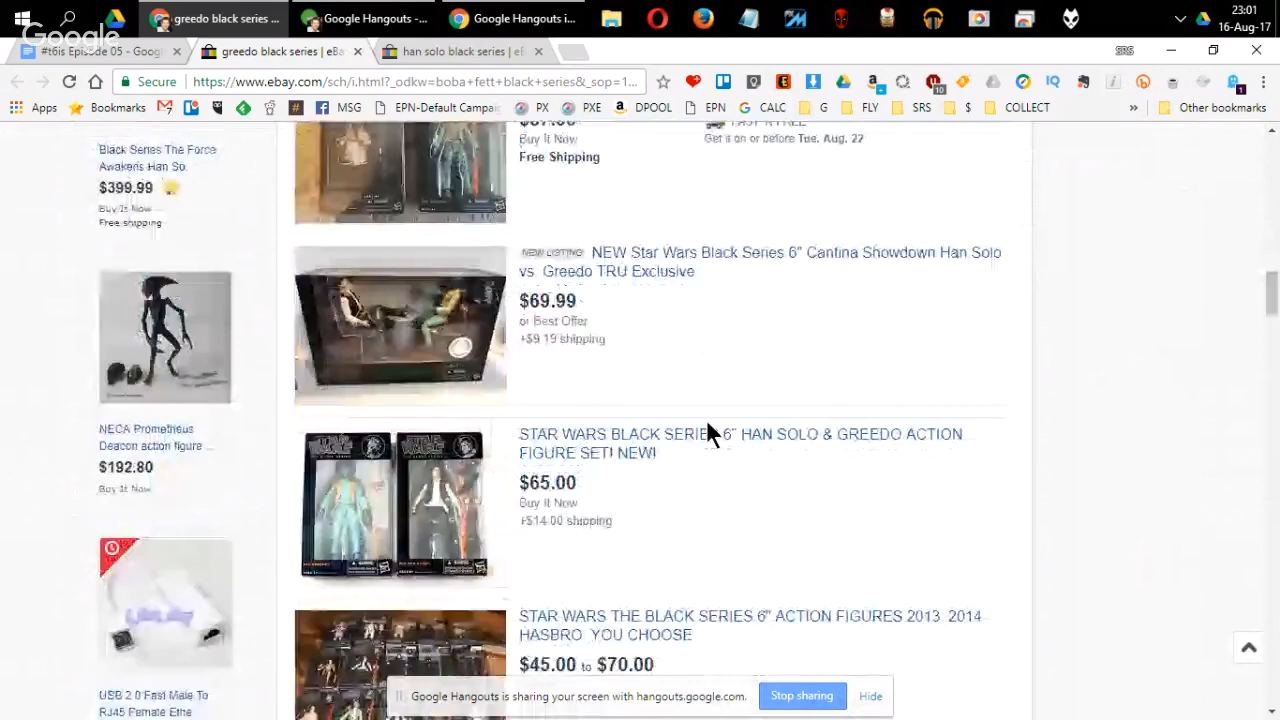 greedo black series ...
Google Hangouts -...
Google Hangouts i...
23:01
16-Aug-17
Google
#t6is Episode 05 - Goog
greedo black series | eBa
han solo black series | eB
SRS
Secure
https://www.ebay.com/sch/i.html?_odkw=boba+fett+black+series&_sop=1...
Apps
Bookmarks
MSG
EPN-Default Campai
PX
PXE
DPOOL
EPN
CALC
G
FLY
SRS
$
COLLECT
»
Other bookmarks
Black Series The Force
Awakens Han So.
$399.99
Buy It Now
Free shipping
NECA Prometheus
Deacon action figure ...
$192.80
Buy It Now
USB 2.0 Fast Male To
RJ45 Female Ethe
Buy It Now
Free Shipping
Get it on or before Tue, Aug. 22
NEW LISTING NEW Star Wars Black Series 6" Cantina Showdown Han Solo
vs. Greedo TRU Exclusive
$69.99
or Best Offer
+$9.19 shipping
STAR WARS BLACK SERIES 6" HAN SOLO & GREEDO ACTION
FIGURE SET! NEW!
$65.00
Buy It Now
+$14.00 shipping
STAR WARS THE BLACK SERIES 6" ACTION FIGURES 2013 2014
HASBRO YOU CHOOSE
$45.00 to $70.00
Google Hangouts is sharing your screen with hangouts.google.com.
Stop sharing
Hide